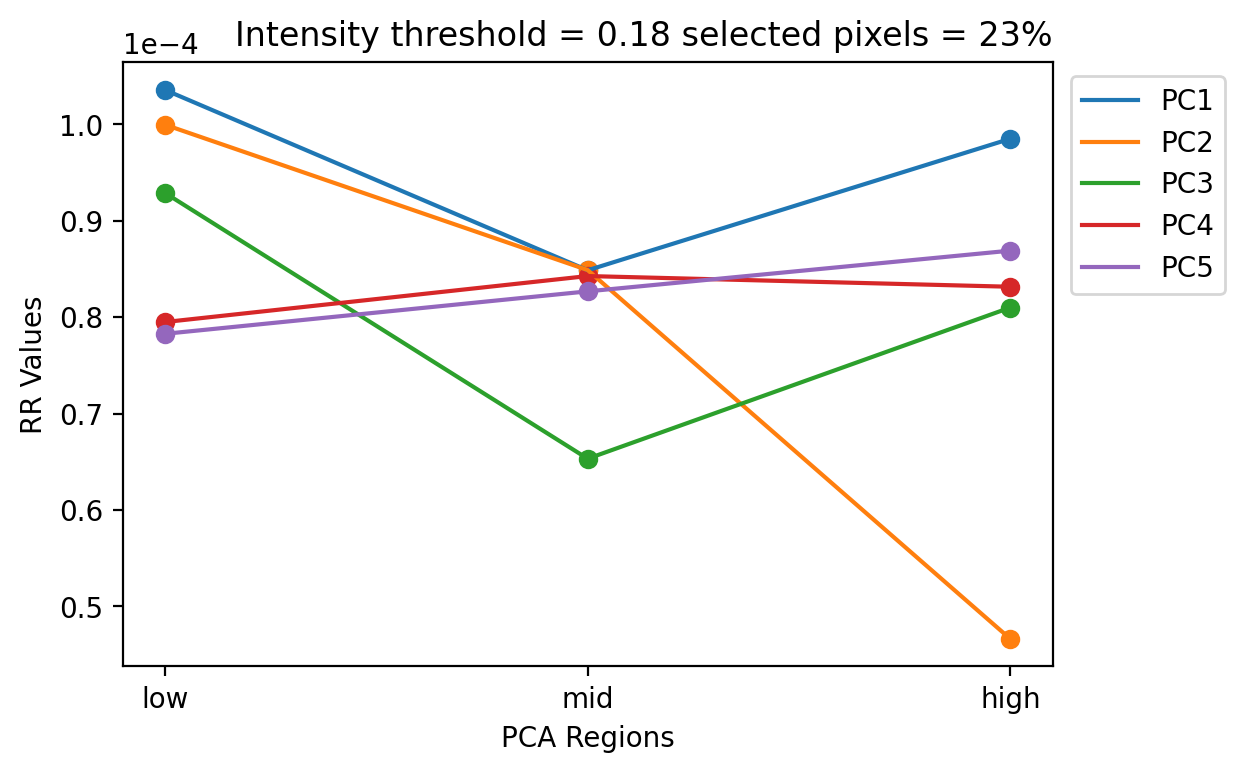 Intensity threshold = 0.18 selected pixels = 23%
1e−4
1.0
0.9
0.8
0.7
0.6
0.5
RR Values
low
mid
high
PCA Regions
PC1
PC2
PC3
PC4
PC5